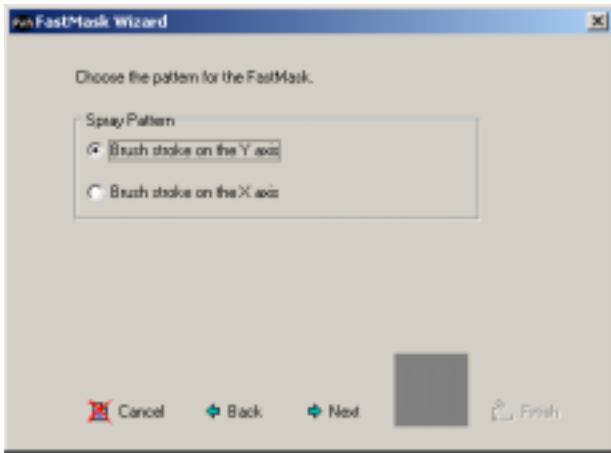 FastMask Wizard
Choose the pattern for the FastMask.
Spray Pattern
Brush stroke on the Y axis
Brush stroke on the X axis
Cancel Back Next Finish